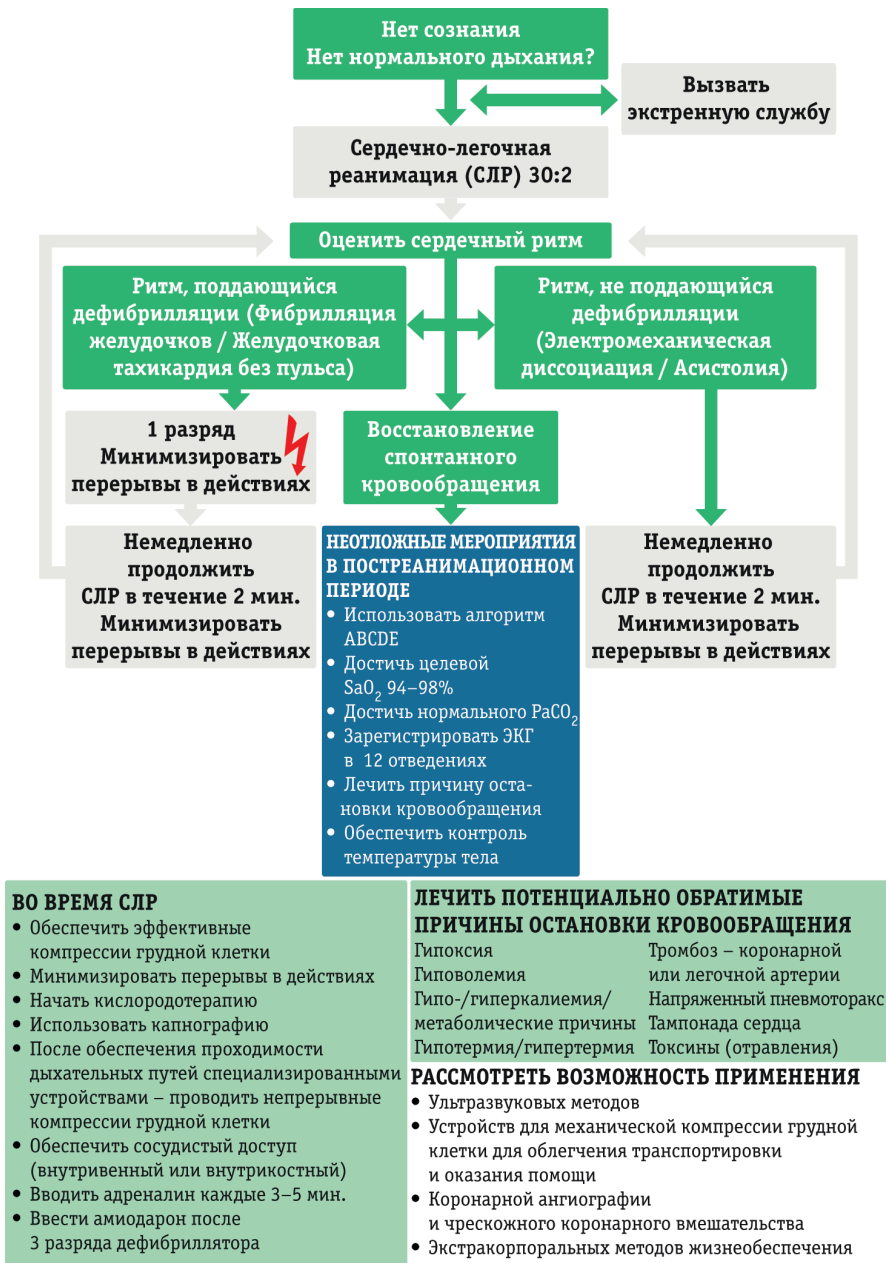 Нет сознания
Нет нормального дыхания?
Вызвать
экстренную службу
Сердечно-легочная
реанимация (СЛР) 30:2
Оценить сердечный ритм
Ритм, поддающийся
дефибрилляции (Фибрилляция
желудочков / Желудочковая
тахикардия без пульса)
Ритм, не поддающийся
дефибрилляции
(Электромеханическая
диссоциация / Асистолия)
1 разряд
Минимизировать
перерывы в действиях
Восстановление
спонтанного
кровообращения
Немедленно
продолжить
СЛР в течение 2 мин.
Минимизировать
перерывы в действиях
НЕОТЛОЖНЫЕ МЕРОПРИЯТИЯ
В ПОСТРЕАНИМАЦИОННОМ
ПЕРИОДЕ
• Использовать алгоритм
ABCDE
• Достичь целевой
SaO₂ 94–98%
• Достичь нормального PaCO₂
• Зарегистрировать ЭКГ
в 12 отведениях
• Лечить причину оста-
новки кровообращения
• Обеспечить контроль
температуры тела
Немедленно
продолжить
СЛР в течение 2 мин.
Минимизировать
перерывы в действиях
ВО ВРЕМЯ СЛР
• Обеспечить эффективные
компрессии грудной клетки
• Минимизировать перерывы в действиях
• Начать кислородотерапию
• Использовать капнографию
• После обеспечения проходимости
дыхательных путей специализированными
устройствами – проводить непрерывные
компрессии грудной клетки
• Обеспечить сосудистый доступ
(внутривенный или внутрикостный)
• Вводить адреналин каждые 3–5 мин.
• Ввести амиодарон после
3 разряда дефибриллятора
ЛЕЧИТЬ ПОТЕНЦИАЛЬНО ОБРАТИМЫЕ
ПРИЧИНЫ ОСТАНОВКИ КРОВООБРАЩЕНИЯ
Гипоксия
Гиповолемия
Гипо-/гиперкалиемия/
метаболические причины
Гипотермия/гипертермия
Тромбоз – коронарной
или легочной артерии
Напряженный пневмоторакс
Тампонада сердца
Токсины (отравления)
РАССМОТРЕТЬ ВОЗМОЖНОСТЬ ПРИМЕНЕНИЯ
• Ультразвуковых методов
• Устройств для механической компрессии грудной
клетки для облегчения транспортировки
и оказания помощи
• Коронарной ангиографии
и чрескожного коронарного вмешательства
• Экстракорпоральных методов жизнеобеспечения